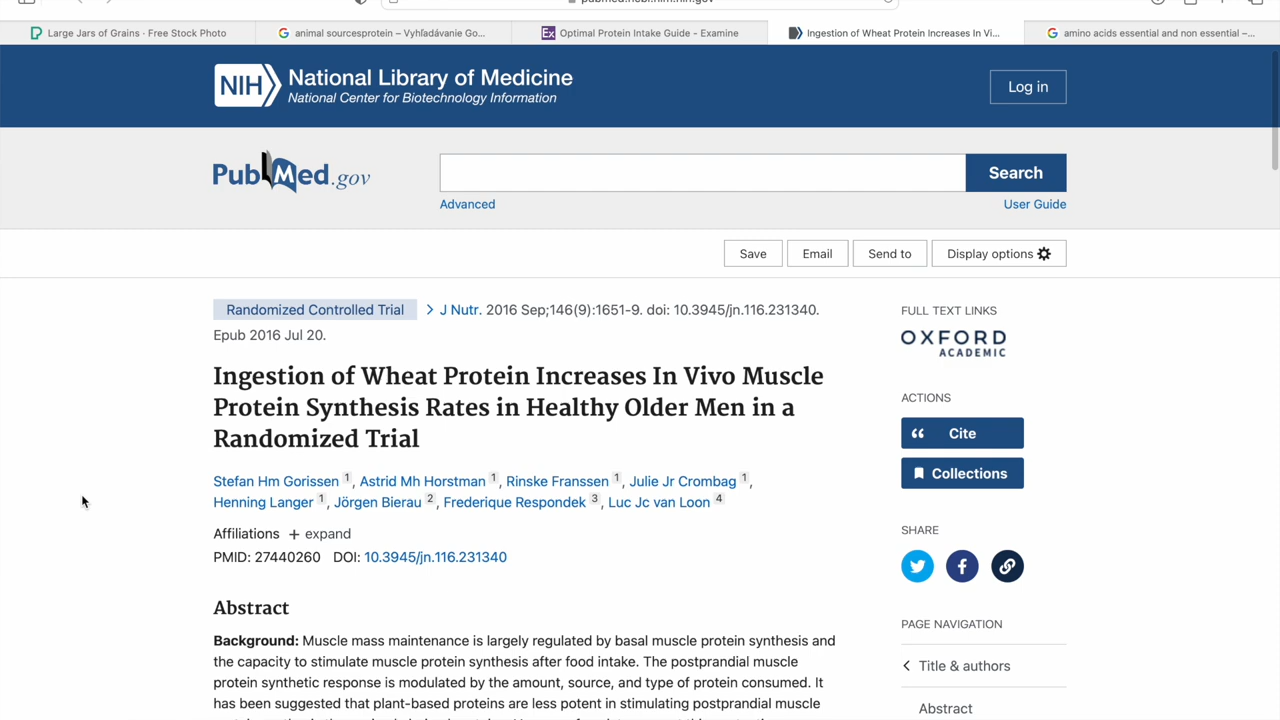 Large Jars of Grains · Free Stock Photo
animal sourcesprotein – Vyhľadávanie Go...
Ex
Optimal Protein Intake Guide - Examine
Ingestion of Wheat Protein Increases In Vi...
amino acids essential and non essential –...
NIH
National Library of Medicine
National Center for Biotechnology Information
Log in
PubMed.gov
Search
Advanced
User Guide
Save
Email
Send to
Display options
Randomized Controlled Trial
J Nutr. 2016 Sep;146(9):1651-9. doi: 10.3945/jn.116.231340.
Epub 2016 Jul 20.
Ingestion of Wheat Protein Increases In Vivo Muscle
Protein Synthesis Rates in Healthy Older Men in a
Randomized Trial
Stefan Hm Gorissen 1, Astrid Mh Horstman 1, Rinske Franssen 1, Julie Jr Crombag 1,
Henning Langer 1, Jörgen Bierau 2, Frederique Respondek 3, Luc Jc van Loon 4
Affiliations + expand
PMID: 27440260 DOI: 10.3945/jn.116.231340
Abstract
Background: Muscle mass maintenance is largely regulated by basal muscle protein synthesis and
the capacity to stimulate muscle protein synthesis after food intake. The postprandial muscle
protein synthetic response is modulated by the amount, source, and type of protein consumed. It
has been suggested that plant-based proteins are less potent in stimulating postprandial muscle
FULL TEXT LINKS
OXFORD
ACADEMIC
ACTIONS
Cite
Collections
SHARE
PAGE NAVIGATION
Title & authors
Abstract